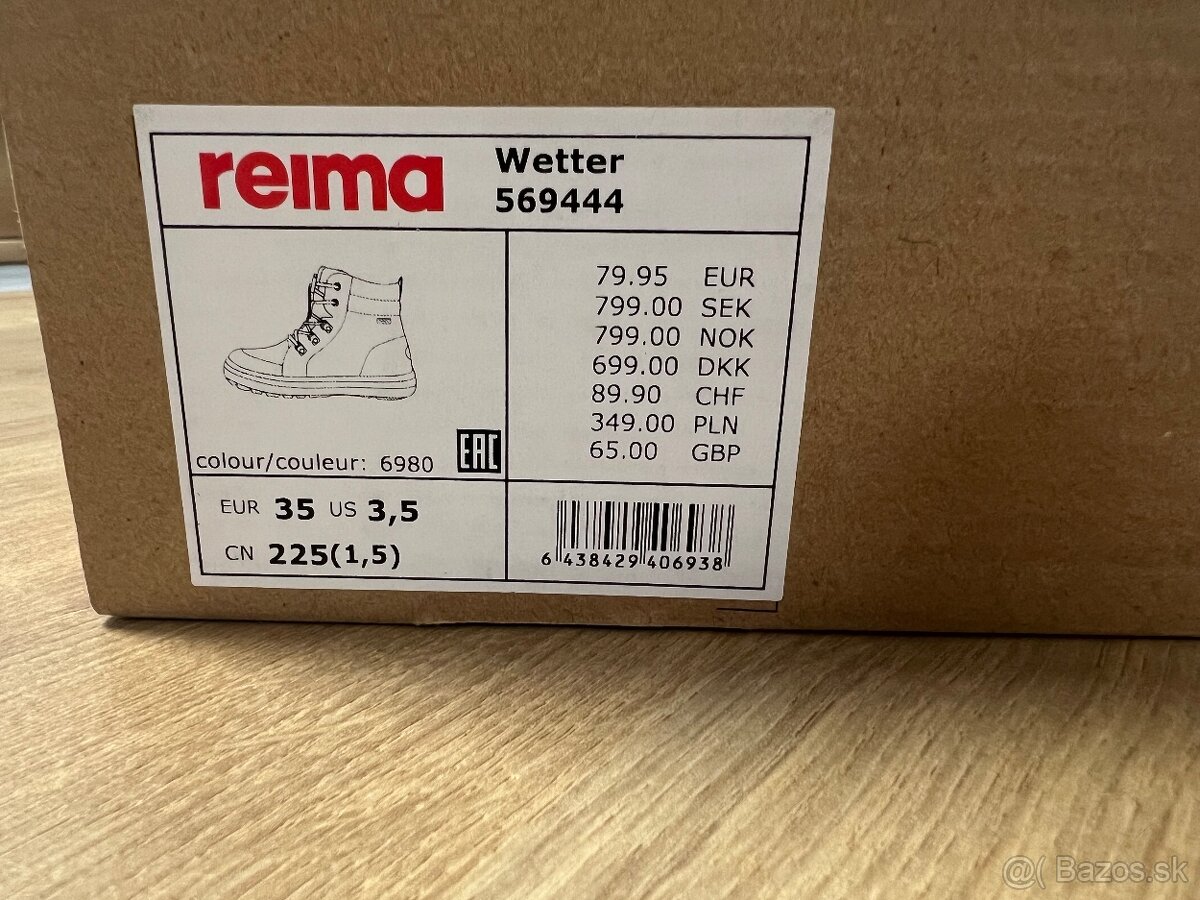 reima
Wetter
569444
79.95 EUR
799.00 SEK
799.00 NOK
699.00 DKK
89.90 CHF
349.00 PLN
65.00 GBP
colour/couleur: 6980
EAC
EUR 35 US 3,5
CN 225(1,5)
6 438429 406938
@( Bazos.sk